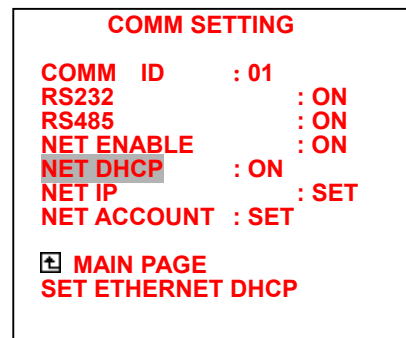 COMM SETTING
COMM ID : 01
RS232 : ON
RS485 : ON
NET ENABLE : ON
NET DHCP : ON
NET IP : SET
NET ACCOUNT : SET
MAIN PAGE
SET ETHERNET DHCP